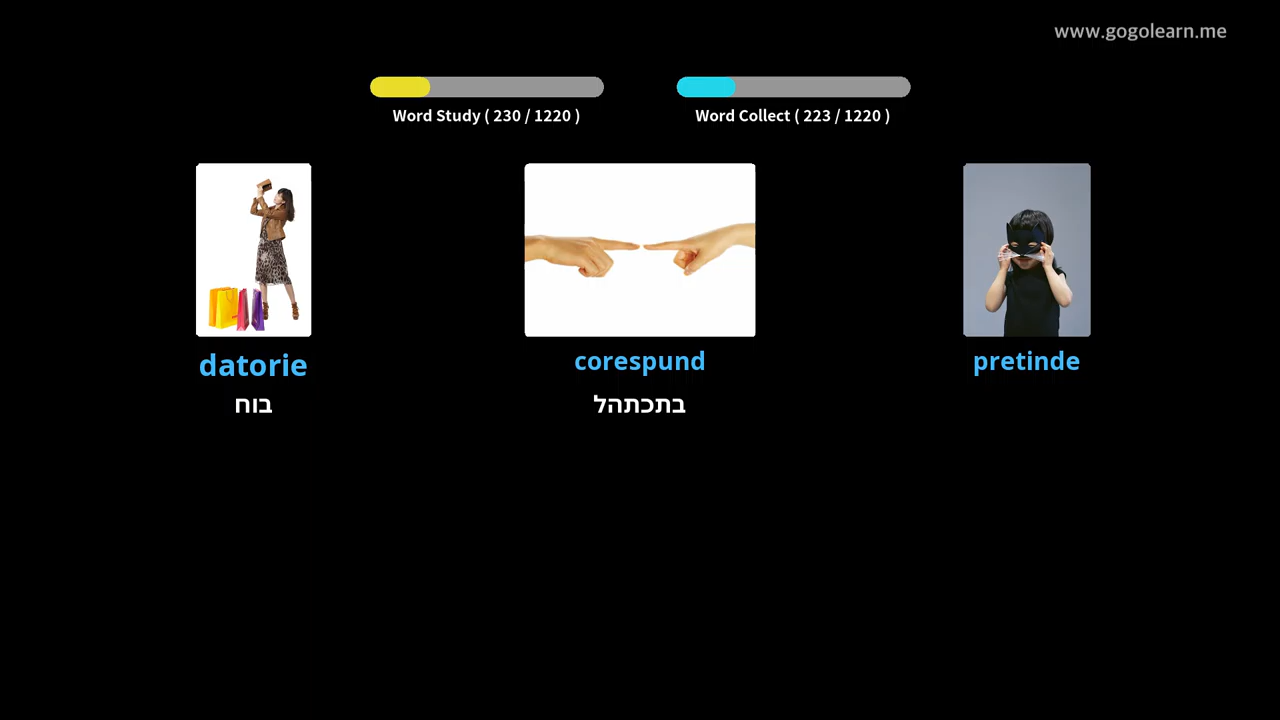 www.gogolearn.me
Word Study ( 230 / 1220 )
Word Collect ( 223 / 1220 )
datorie
corespund
pretinde
בוח
בתכתהל